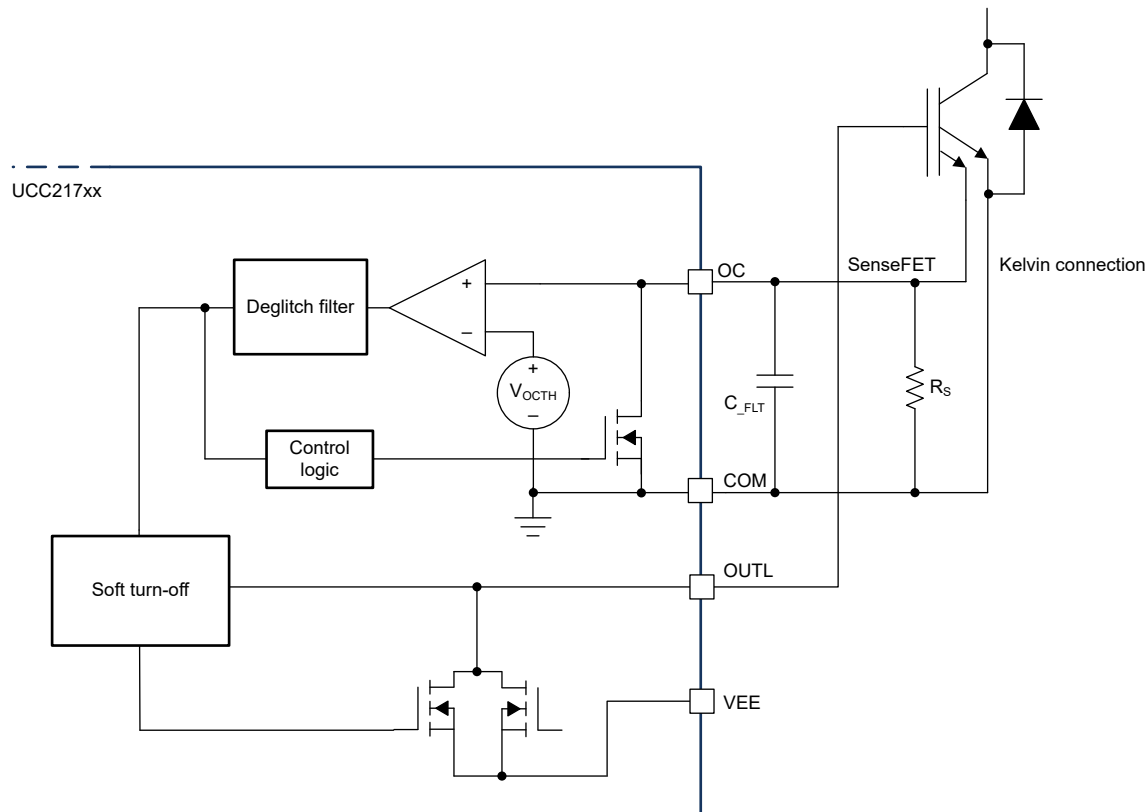 UCC217xx
OC
SenseFET
Kelvin connection
Deglitch filter
+
–
+
V_OCTH
–
C_FLT
R_S
Control
logic
COM
OUTL
Soft turn-off
VEE